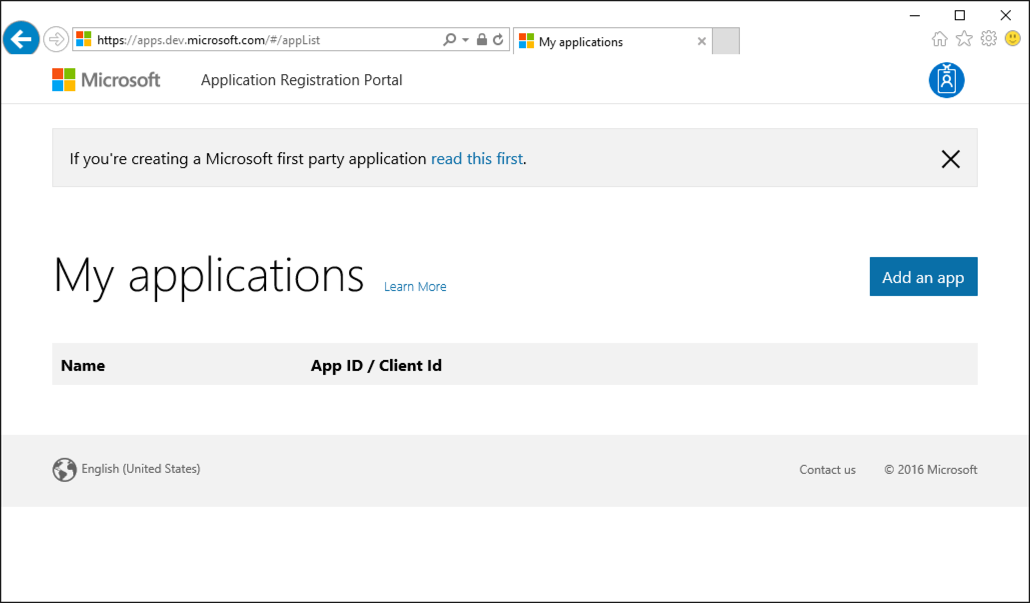 https://apps.dev.microsoft.com/#/appList
My applications
Microsoft
Application Registration Portal
If you're creating a Microsoft first party application read this first.
My applications
Learn More
Add an app
Name
App ID / Client Id
English (United States)
Contact us
© 2016 Microsoft